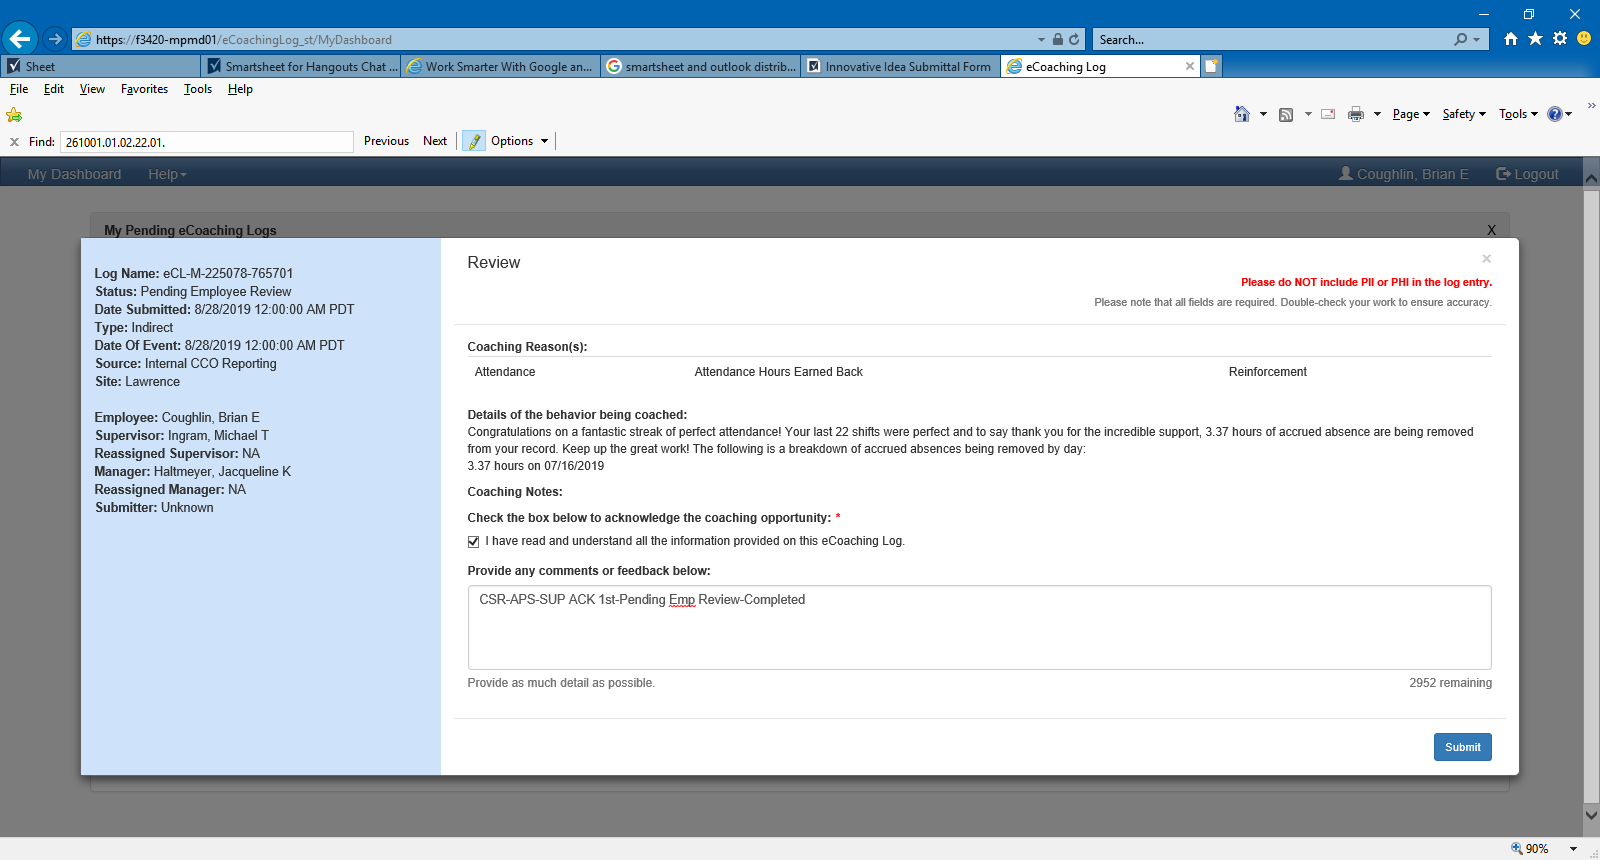 https://f3420-mpmd01/eCoachingLog_st/MyDashboard
Search...
Sheet
Smartsheet for Hangouts Chat ...
Work Smarter With Google an...
smartsheet and outlook distrib...
Innovative Idea Submittal Form
eCoaching Log
File Edit View Favorites Tools Help
Page Safety Tools
Find: 261001.01.02.22.01. Previous Next Options
My Dashboard Help Coughlin, Brian E Logout
My Pending eCoaching Logs X
Log Name: eCL-M-225078-765701
Status: Pending Employee Review
Date Submitted: 8/28/2019 12:00:00 AM PDT
Type: Indirect
Date Of Event: 8/28/2019 12:00:00 AM PDT
Source: Internal CCO Reporting
Site: Lawrence
Employee: Coughlin, Brian E
Supervisor: Ingram, Michael T
Reassigned Supervisor: NA
Manager: Haltmeyer, Jacqueline K
Reassigned Manager: NA
Submitter: Unknown
Review
Please do NOT include PII or PHI in the log entry.
Please note that all fields are required. Double-check your work to ensure accuracy.
Coaching Reason(s):
Attendance Attendance Hours Earned Back Reinforcement
Details of the behavior being coached:
Congratulations on a fantastic streak of perfect attendance! Your last 22 shifts were perfect and to say thank you for the incredible support, 3.37 hours of accrued absence are being removed
from your record. Keep up the great work! The following is a breakdown of accrued absences being removed by day:
3.37 hours on 07/16/2019
Coaching Notes:
Check the box below to acknowledge the coaching opportunity: *
I have read and understand all the information provided on this eCoaching Log.
Provide any comments or feedback below:
CSR-APS-SUP ACK 1st-Pending Emp Review-Completed
Provide as much detail as possible. 2952 remaining
Submit
90%